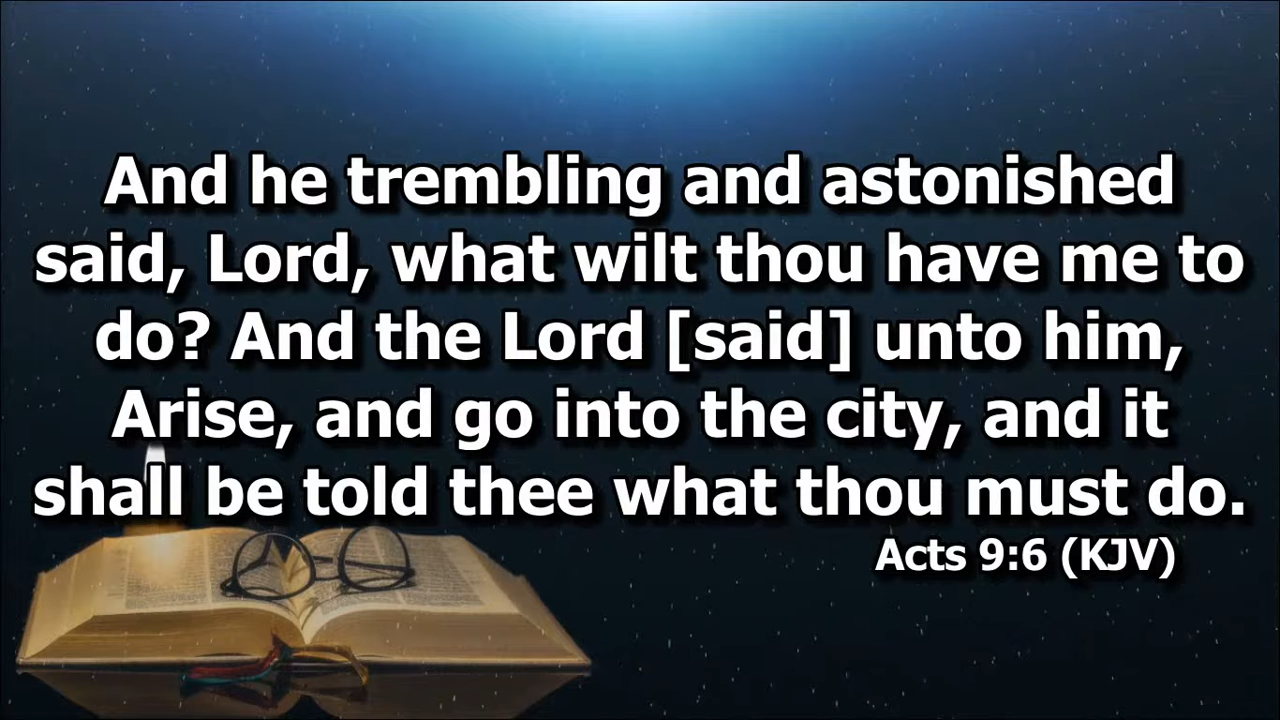 And he trembling and astonished
said, Lord, what wilt thou have me to
do? And the Lord [said] unto him,
Arise, and go into the city, and it
shall be told thee what thou must do.
Acts 9:6 (KJV)